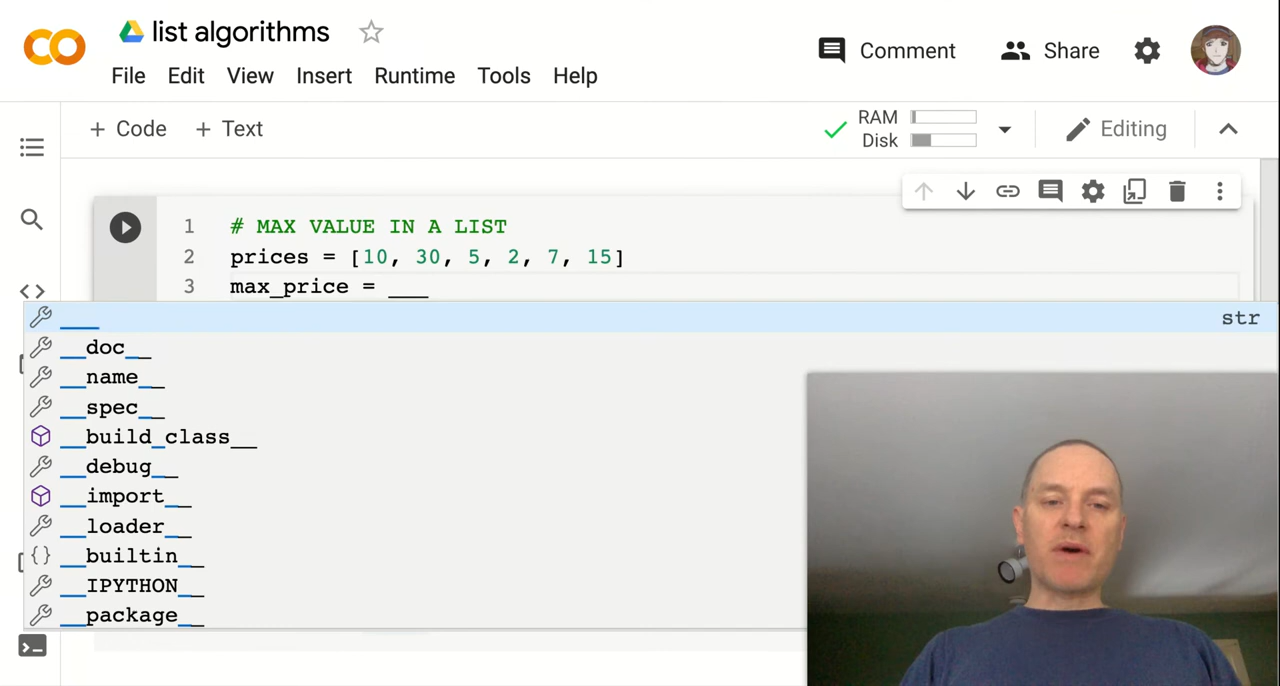 list algorithms
File Edit View Insert Runtime Tools Help
Comment Share
+ Code + Text
RAM
Disk
Editing
1 # MAX VALUE IN A LIST
2 prices = [10, 30, 5, 2, 7, 15]
3 max_price = ___
___ str
__doc__
__name__
__spec__
__build_class__
__debug__
__import__
__loader__
__builtin__
__IPYTHON__
__package__